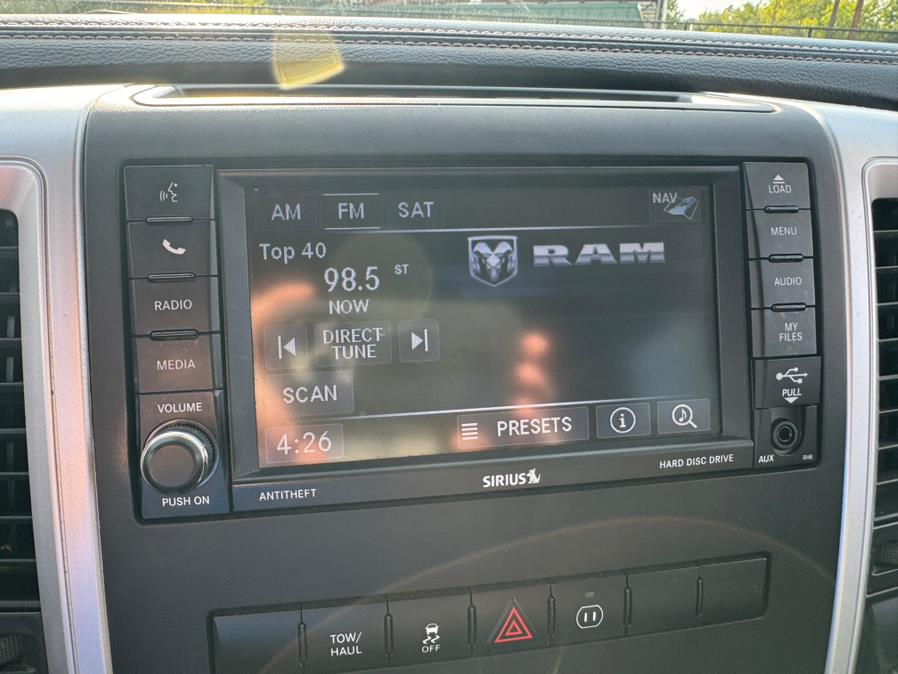 LOAD
AM FM SAT NAV
MENU
Top 40
RAM
98.5 ST
NOW
AUDIO
RADIO
DIRECT
TUNE
MY
FILES
MEDIA
SCAN
PULL
VOLUME
4:26 PRESETS
AUX RHB
PUSH ON
ANTITHEFT
SIRIUS
HARD DISC DRIVE
TOW/
HAUL
OFF